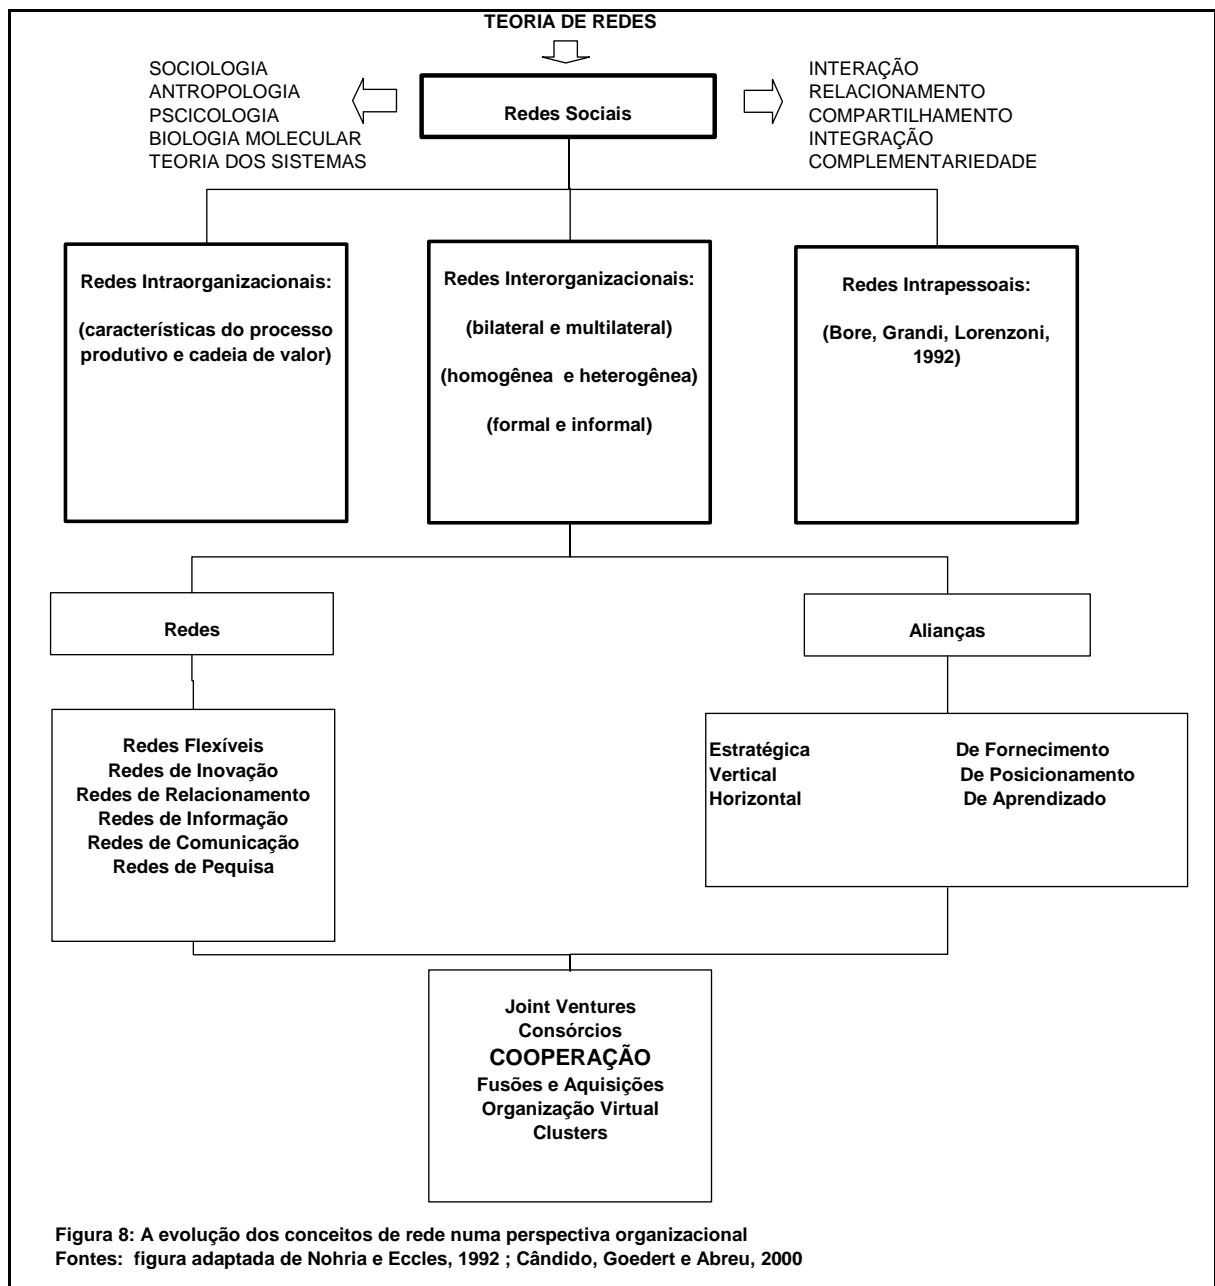 TEORIA DE REDES
SOCIOLOGIA
ANTROPOLOGIA
PSCICOLOGIA
BIOLOGIA MOLECULAR
TEORIA DOS SISTEMAS
Redes Sociais
INTERAÇÃO
RELACIONAMENTO
COMPARTILHAMENTO
INTEGRAÇÃO
COMPLEMENTARIEDADE
Redes Intraorganizacionais:
(características do processo
produtivo e cadeia de valor)
Redes Interorganizacionais:
(bilateral e multilateral)
(homogênea e heterogênea)
(formal e informal)
Redes Intrapessoais:
(Bore, Grandi, Lorenzoni,
1992)
Redes
Alianças
Redes Flexíveis
Redes de Inovação
Redes de Relacionamento
Redes de Informação
Redes de Comunicação
Redes de Pequisa
Estratégica De Fornecimento
Vertical De Posicionamento
Horizontal De Aprendizado
Joint Ventures
Consórcios
COOPERAÇÃO
Fusões e Aquisições
Organização Virtual
Clusters
Figura 8: A evolução dos conceitos de rede numa perspectiva organizacional
Fontes: figura adaptada de Nohria e Eccles, 1992 ; Cândido, Goedert e Abreu, 2000